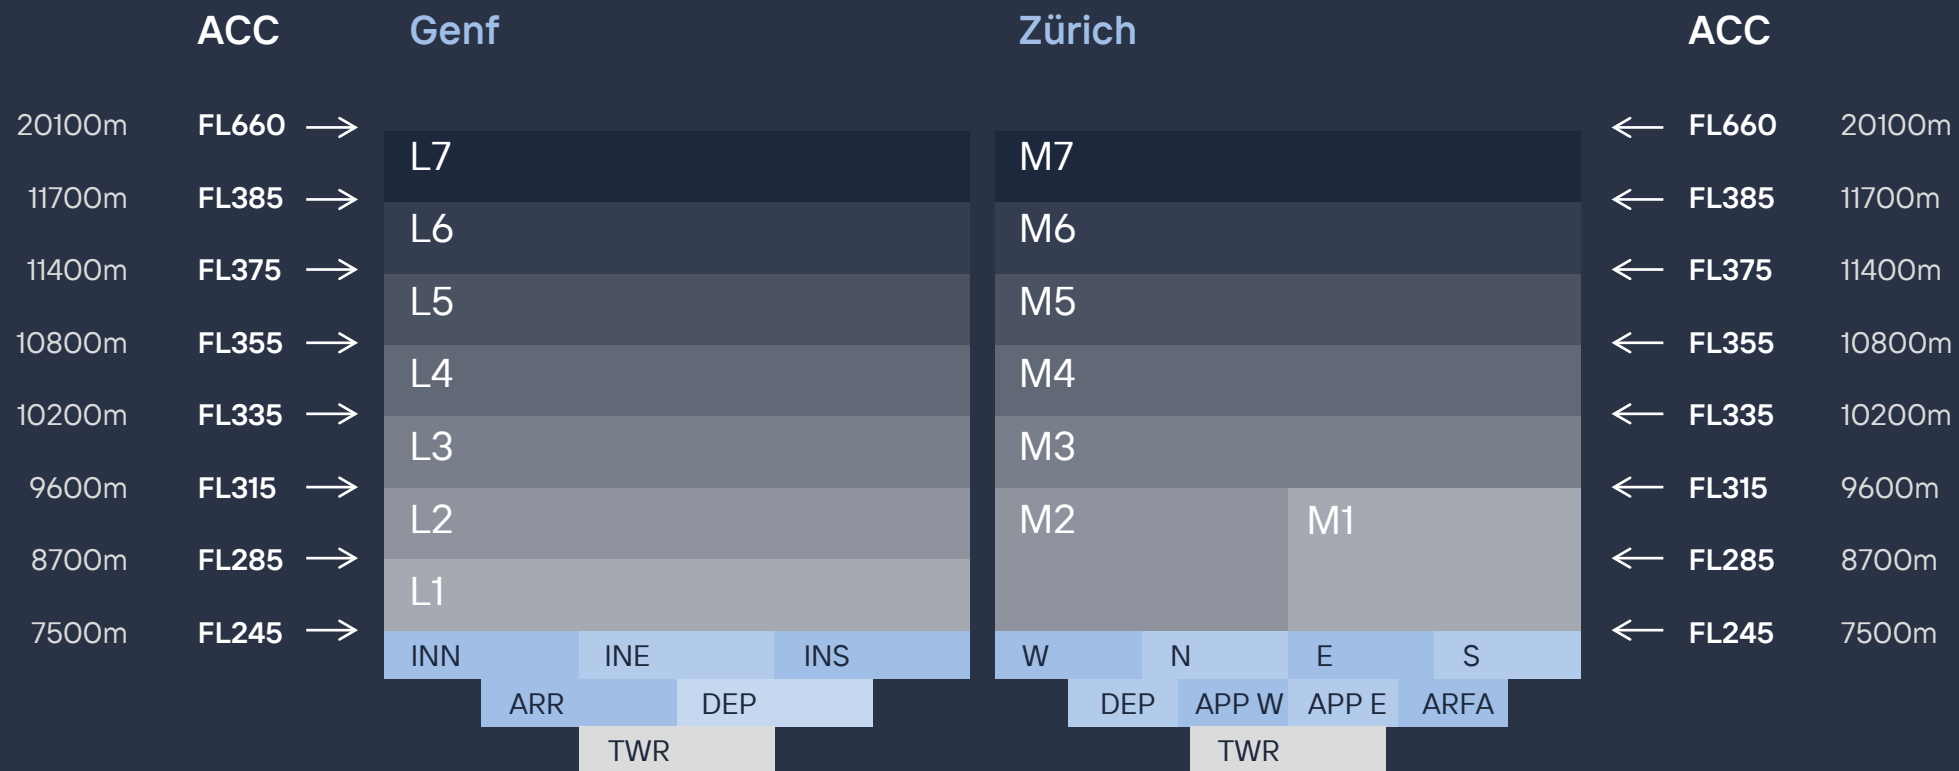 ACC Genf Zürich ACC
20100m FL660 FL660 20100m
L7 M7
11700m FL385 FL385 11700m
L6 M6
11400m FL375 FL375 11400m
L5 M5
10800m FL355 FL355 10800m
L4 M4
10200m FL335 FL335 10200m
L3 M3
9600m FL315 FL315 9600m
L2 M2 M1
8700m FL285 FL285 8700m
L1
7500m FL245 FL245 7500m
INN INE INS W N E S
ARR DEP DEP APP W APP E ARFA
TWR TWR